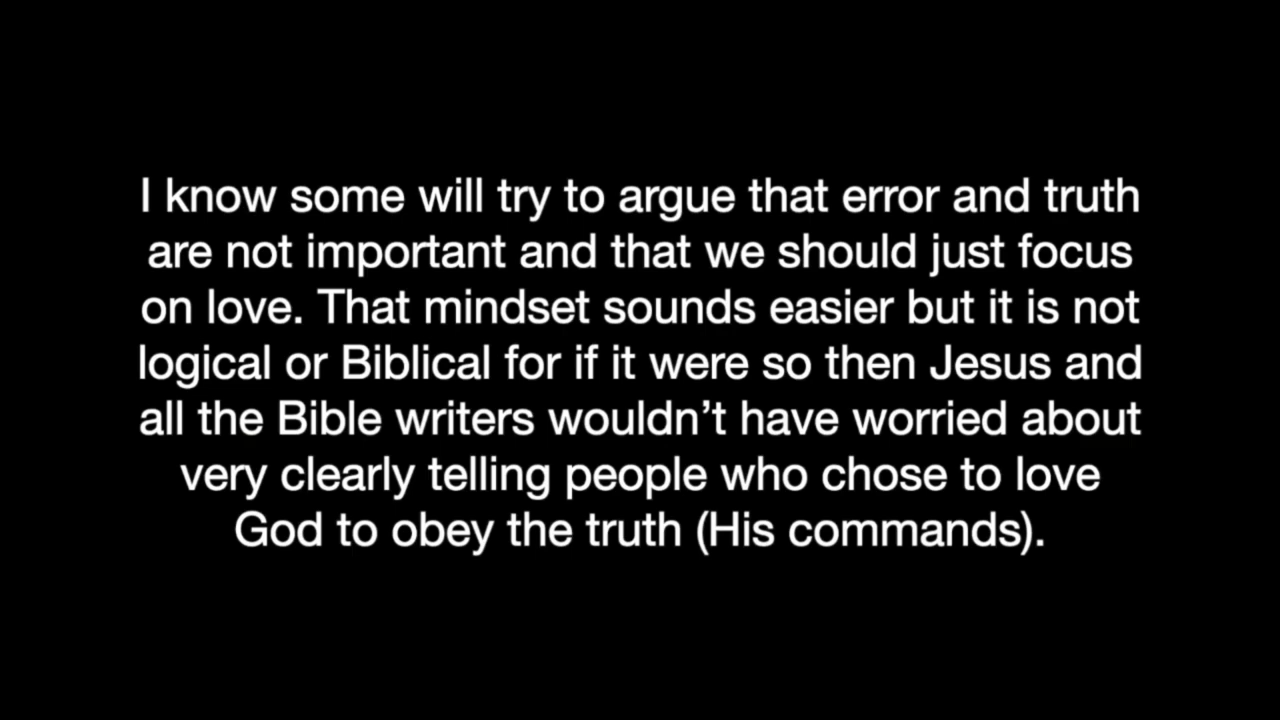 I know some will try to argue that error and truth
are not important and that we should just focus
on love. That mindset sounds easier but it is not
logical or Biblical for if it were so then Jesus and
all the Bible writers wouldn’t have worried about
very clearly telling people who chose to love
God to obey the truth (His commands).